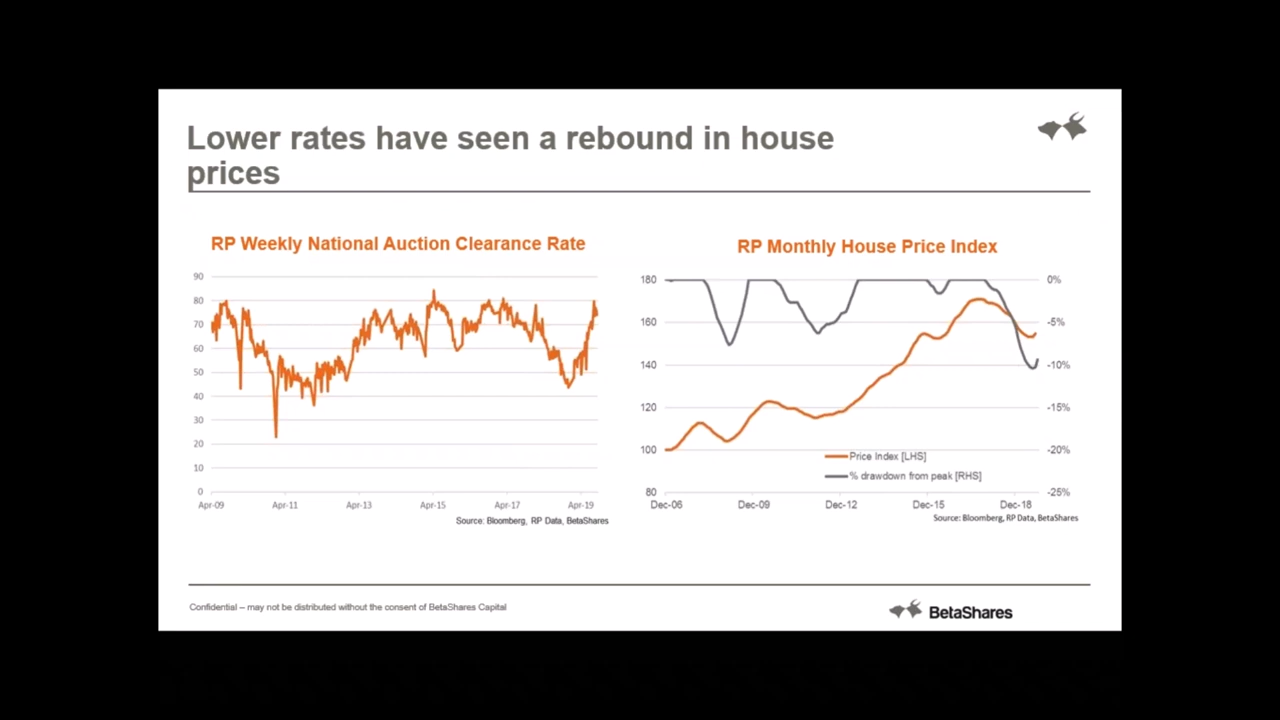 Lower rates have seen a rebound in house
prices
RP Weekly National Auction Clearance Rate
90
80
70
60
50
40
30
20
10
0
Apr-09 Apr-11 Apr-13 Apr-15 Apr-17 Apr-19
Source: Bloomberg, RP Data, BetaShares
RP Monthly House Price Index
180 0%
160 -5%
140 -10%
120 -15%
100 -20%
80 -25%
Price Index [LHS]
% drawdown from peak [RHS]
Dec-06 Dec-09 Dec-12 Dec-15 Dec-18
Source: Bloomberg, RP Data, BetaShares
Confidential – may not be distributed without the consent of BetaShares Capital
BetaShares